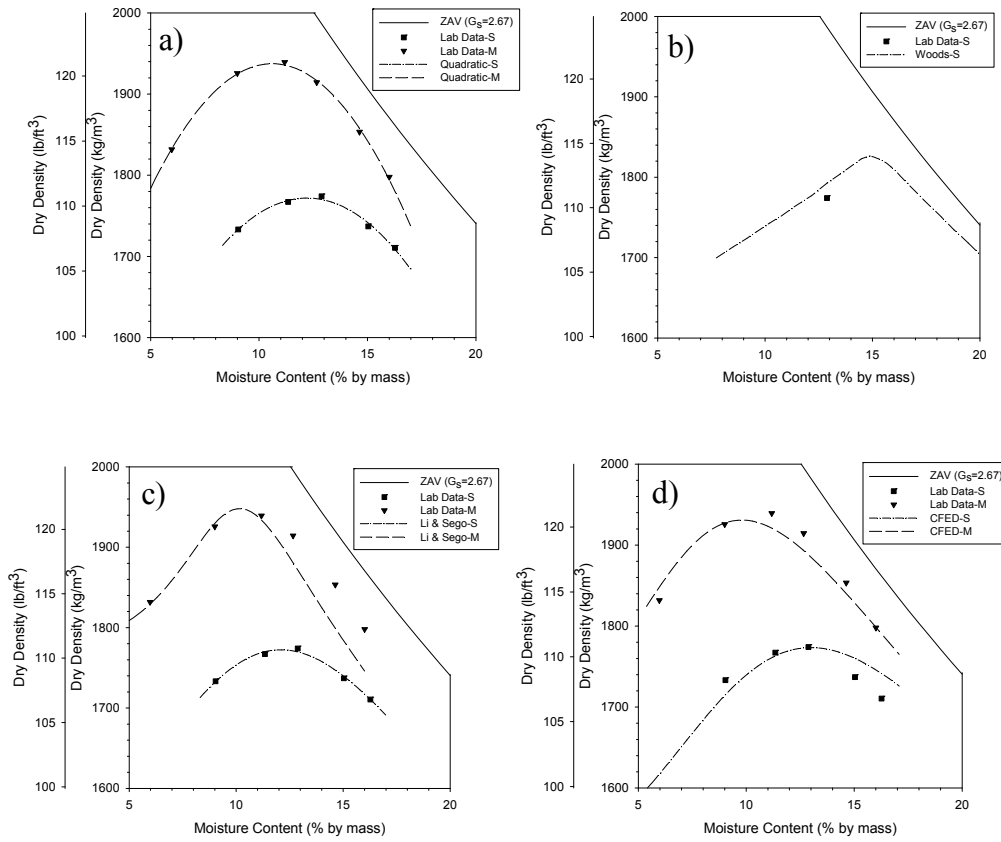 a)
ZAV (GS=2.67)
Lab Data-S
Lab Data-M
Quadratic-S
Quadratic-M
Dry Density (lb/ft3)
Dry Density (kg/m3)
120
115
110
105
100
2000
1900
1800
1700
1600
5
10
15
20
Moisture Content (% by mass)
b)
ZAV (GS=2.67)
Lab Data-S
Woods-S
Dry Density (lb/ft3)
Dry Density (kg/m3)
120
115
110
105
100
2000
1900
1800
1700
1600
5
10
15
20
Moisture Content (% by mass)
c)
ZAV (GS=2.67)
Lab Data-S
Lab Data-M
Li & Sego-S
Li & Sego-M
Dry Density (lb/ft3)
Dry Density (kg/m3)
120
115
110
105
100
2000
1900
1800
1700
1600
5
10
15
20
Moisture Content (% by mass)
d)
ZAV (GS=2.67)
Lab Data-S
Lab Data-M
CFED-S
CFED-M
Dry Density (lb/ft3)
Dry Density (kg/m3)
120
115
110
105
100
2000
1900
1800
1700
1600
5
10
15
20
Moisture Content (% by mass)